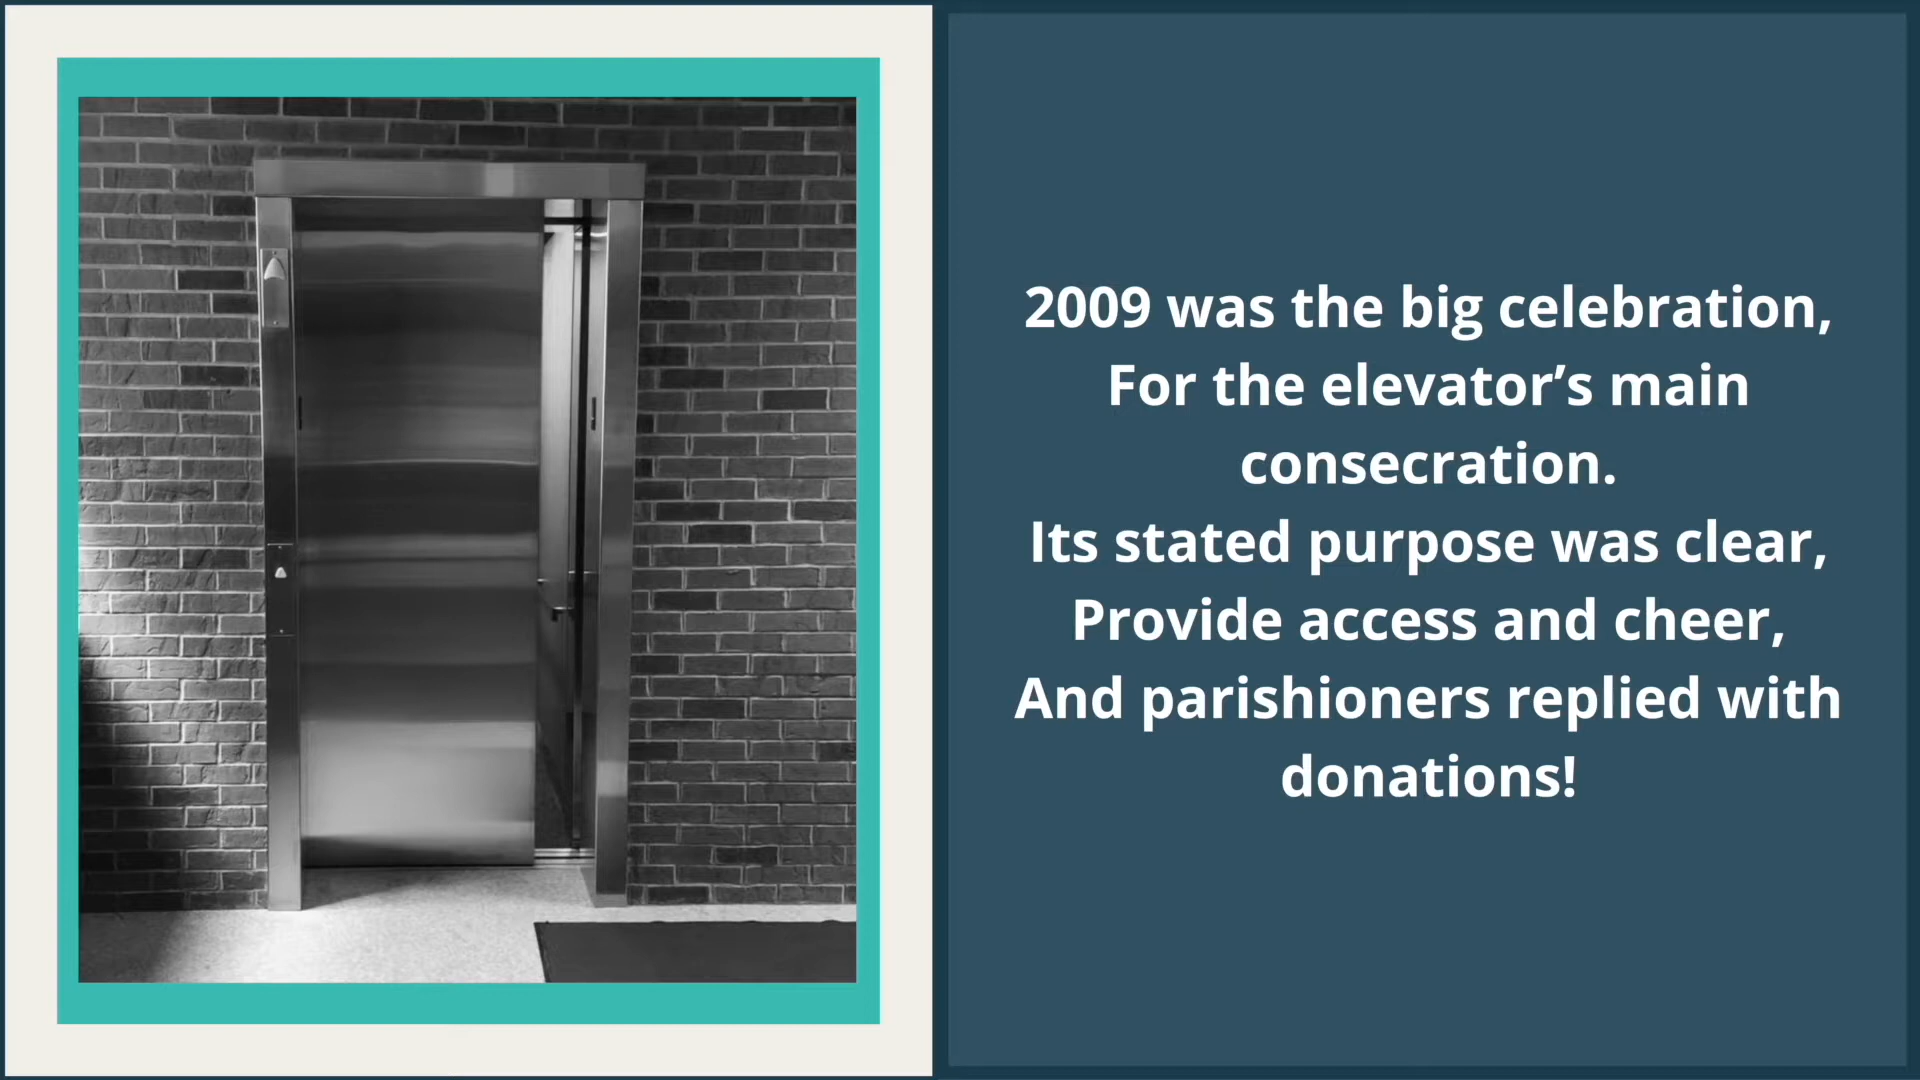 2009 was the big celebration,
For the elevator’s main
consecration.
Its stated purpose was clear,
Provide access and cheer,
And parishioners replied with
donations!